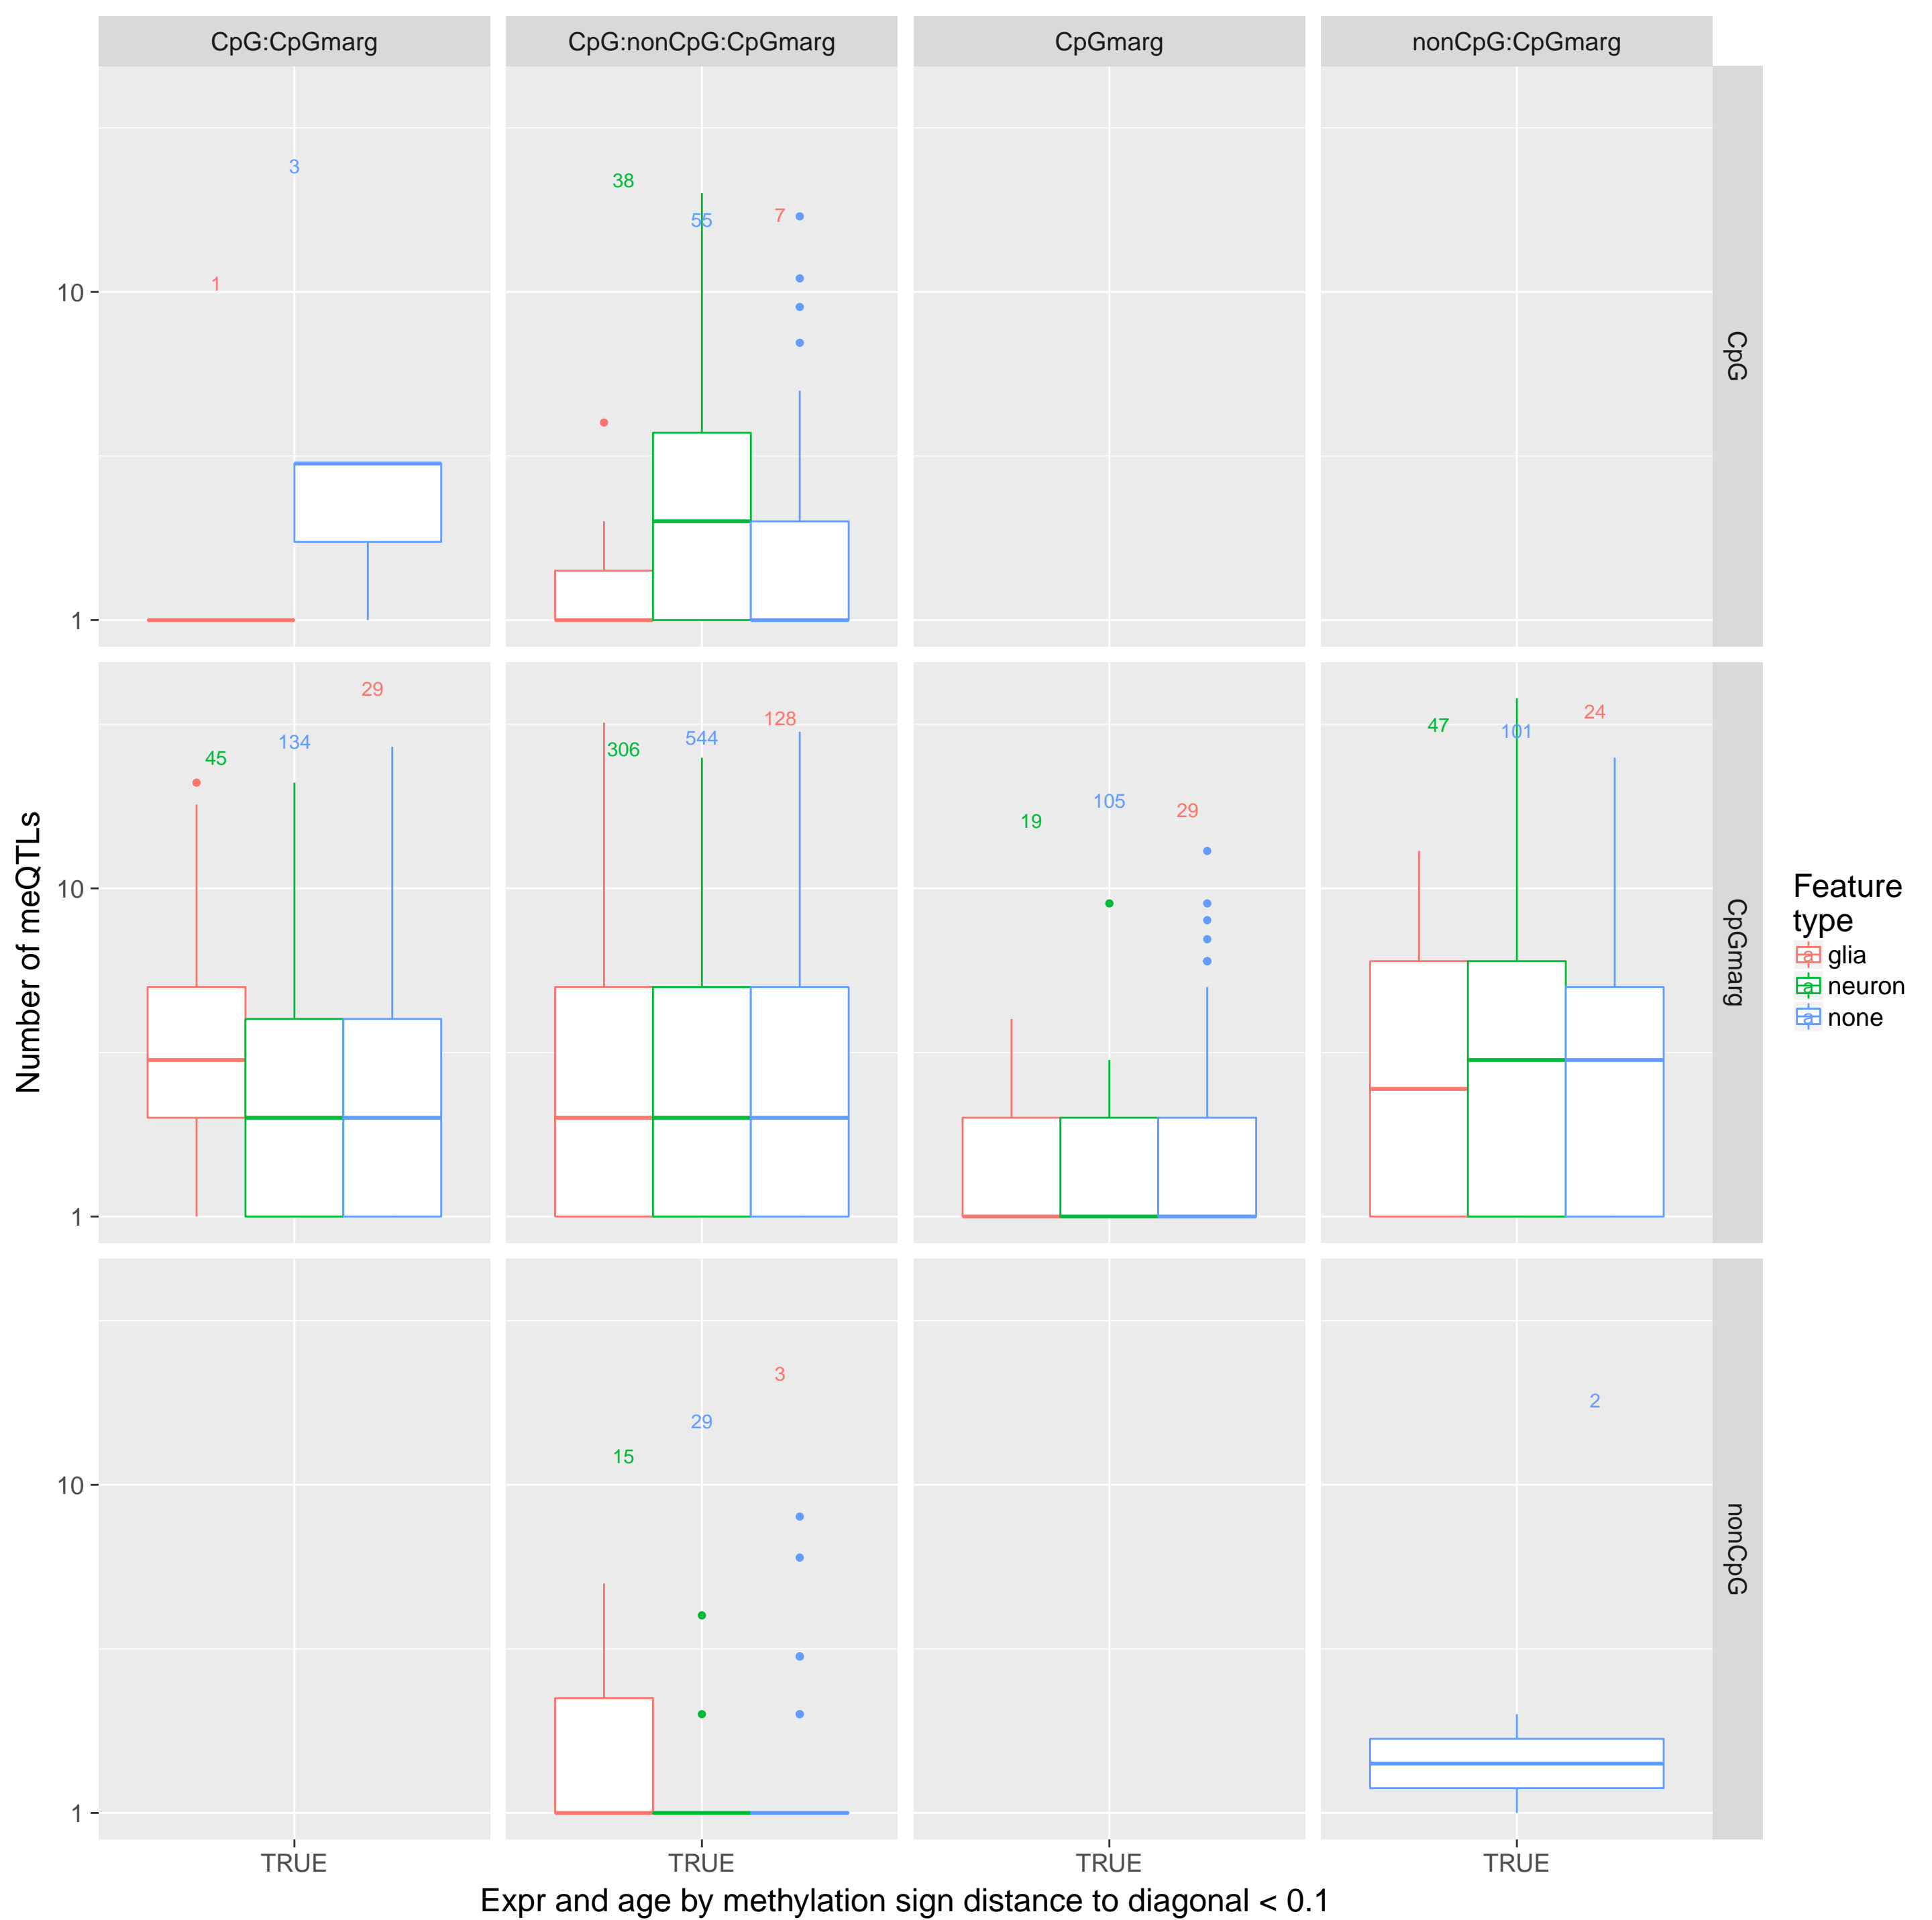 CpG:CpGmarg CpG:nonCpG:CpGmarg CpGmarg nonCpG:CpGmarg
3
38
55
7
1
10
1
CpG
29
134
45
128
544
306
105
29
19
24
47
101
10
1
CpGmarg
3
29
15
2
10
1
nonCpG
TRUE TRUE TRUE TRUE
Expr and age by methylation sign distance to diagonal < 0.1
Number of meQTLs
Feature
type
a glia
a neuron
a none